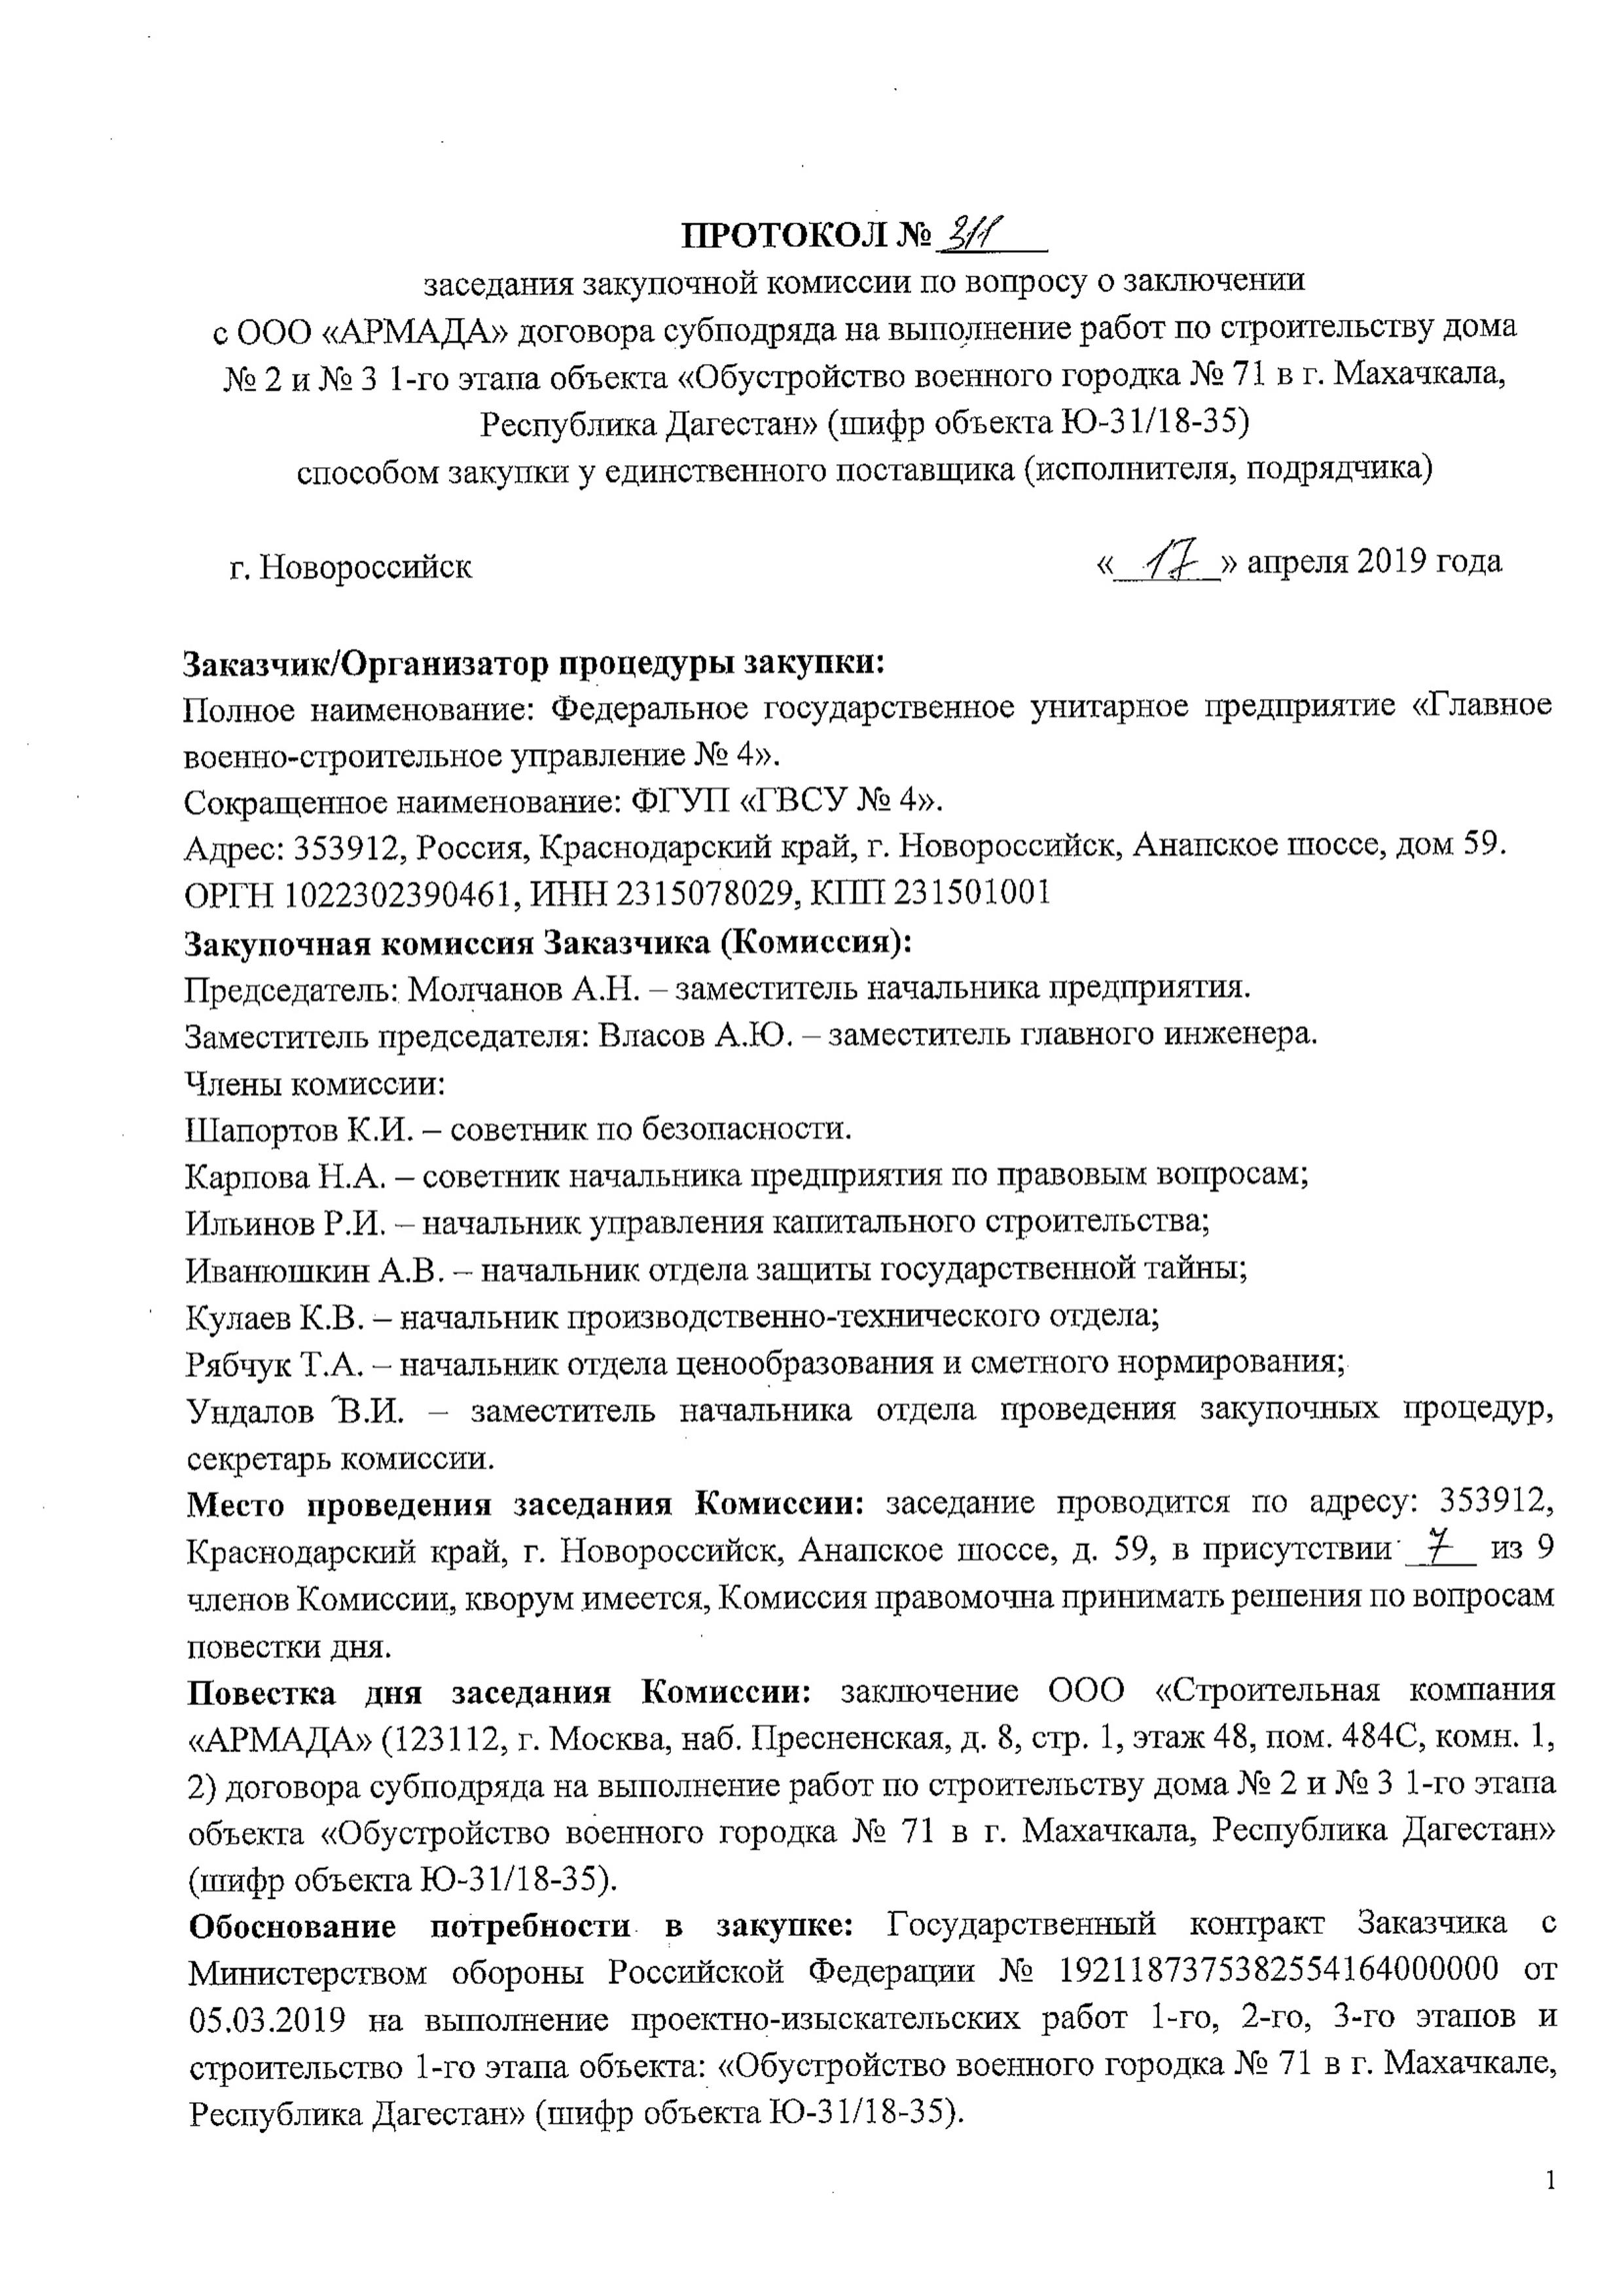 ПРОТОКОЛ № 311
заседания закупочной комиссии по вопросу о заключении
с ООО «АРМАДА» договора субподряда на выполнение работ по строительству дома
№ 2 и № 3 1-го этапа объекта «Обустройство военного городка № 71 в г. Махачкала,
Республика Дагестан» (шифр объекта Ю-31/18-35)
способом закупки у единственного поставщика (исполнителя, подрядчика)
г. Новороссийск «17» апреля 2019 года
Заказчик/Организатор процедуры закупки:
Полное наименование: Федеральное государственное унитарное предприятие «Главное
военно-строительное управление № 4».
Сокращенное наименование: ФГУП «ГВСУ № 4».
Адрес: 353912, Россия, Краснодарский край, г. Новороссийск, Анапское шоссе, дом 59.
ОРГН 1022302390461, ИНН 2315078029, КПП 231501001
Закупочная комиссия Заказчика (Комиссия):
Председатель: Молчанов А.Н. – заместитель начальника предприятия.
Заместитель председателя: Власов А.Ю. – заместитель главного инженера.
Члены комиссии:
Шапортов К.И. – советник по безопасности.
Карпова Н.А. – советник начальника предприятия по правовым вопросам;
Ильинов Р.И. – начальник управления капитального строительства;
Иванюшкин А.В. – начальник отдела защиты государственной тайны;
Кулаев К.В. – начальник производственно-технического отдела;
Рябчук Т.А. – начальник отдела ценообразования и сметного нормирования;
Ундалов В.И. – заместитель начальника отдела проведения закупочных процедур,
секретарь комиссии.
Место проведения заседания Комиссии: заседание проводится по адресу: 353912,
Краснодарский край, г. Новороссийск, Анапское шоссе, д. 59, в присутствии 7 из 9
членов Комиссии, кворум имеется, Комиссия правомочна принимать решения по вопросам
повестки дня.
Повестка дня заседания Комиссии: заключение ООО «Строительная компания
«АРМАДА» (123112, г. Москва, наб. Пресненская, д. 8, стр. 1, этаж 48, пом. 484С, комн. 1,
2) договора субподряда на выполнение работ по строительству дома № 2 и № 3 1-го этапа
объекта «Обустройство военного городка № 71 в г. Махачкала, Республика Дагестан»
(шифр объекта Ю-31/18-35).
Обоснование потребности в закупке: Государственный контракт Заказчика с
Министерством обороны Российской Федерации № 1921187375382554164000000 от
05.03.2019 на выполнение проектно-изыскательских работ 1-го, 2-го, 3-го этапов и
строительство 1-го этапа объекта: «Обустройство военного городка № 71 в г. Махачкале,
Республика Дагестан» (шифр объекта Ю-31/18-35).
1